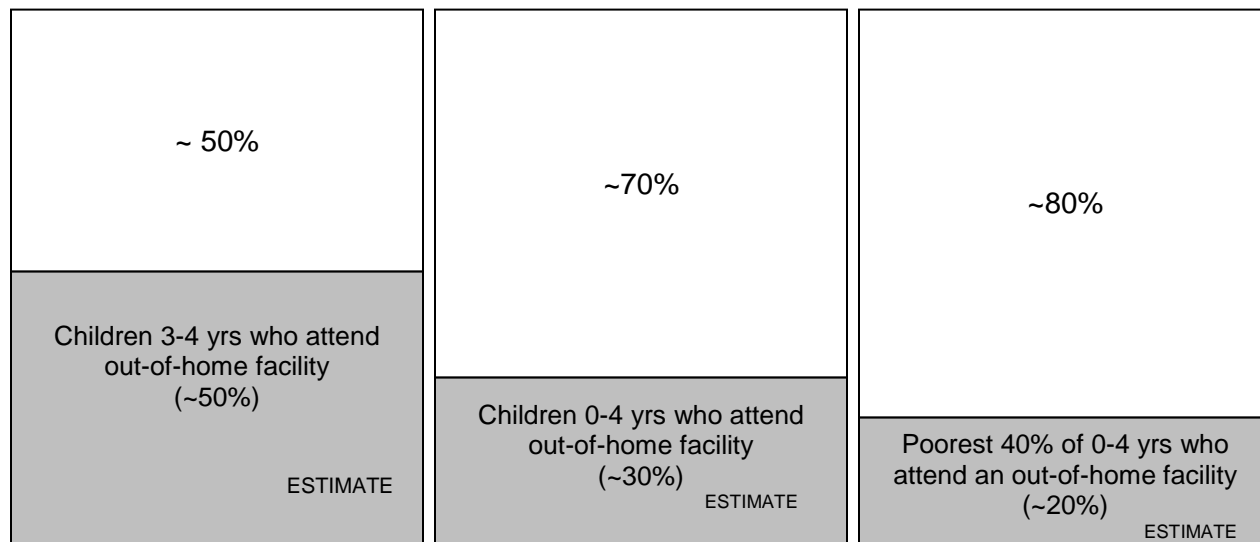 ~ 50%
Children 3-4 yrs who attend
out-of-home facility
(~50%)
ESTIMATE
~70%
Children 0-4 yrs who attend
out-of-home facility
(~30%)
ESTIMATE
~80%
Poorest 40% of 0-4 yrs who
attend an out-of-home facility
(~20%)
ESTIMATE